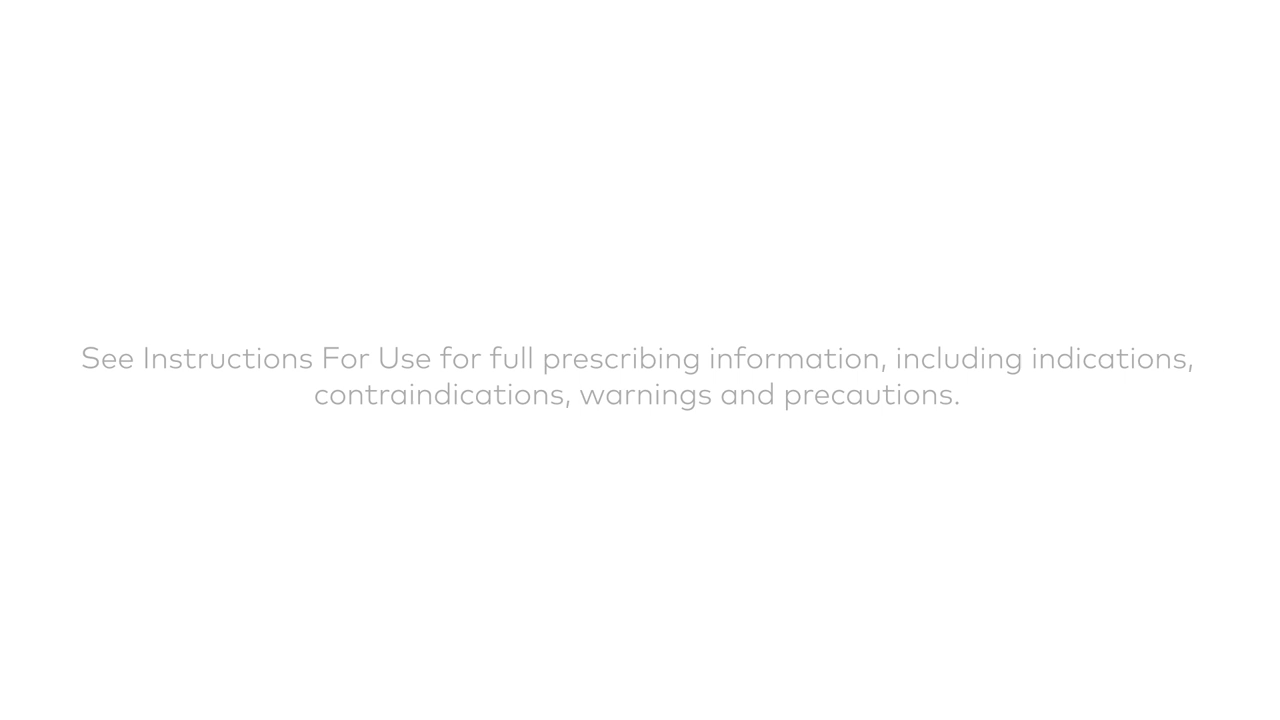 See Instructions For Use for full prescribing information, including indications,
contraindications, warnings and precautions.